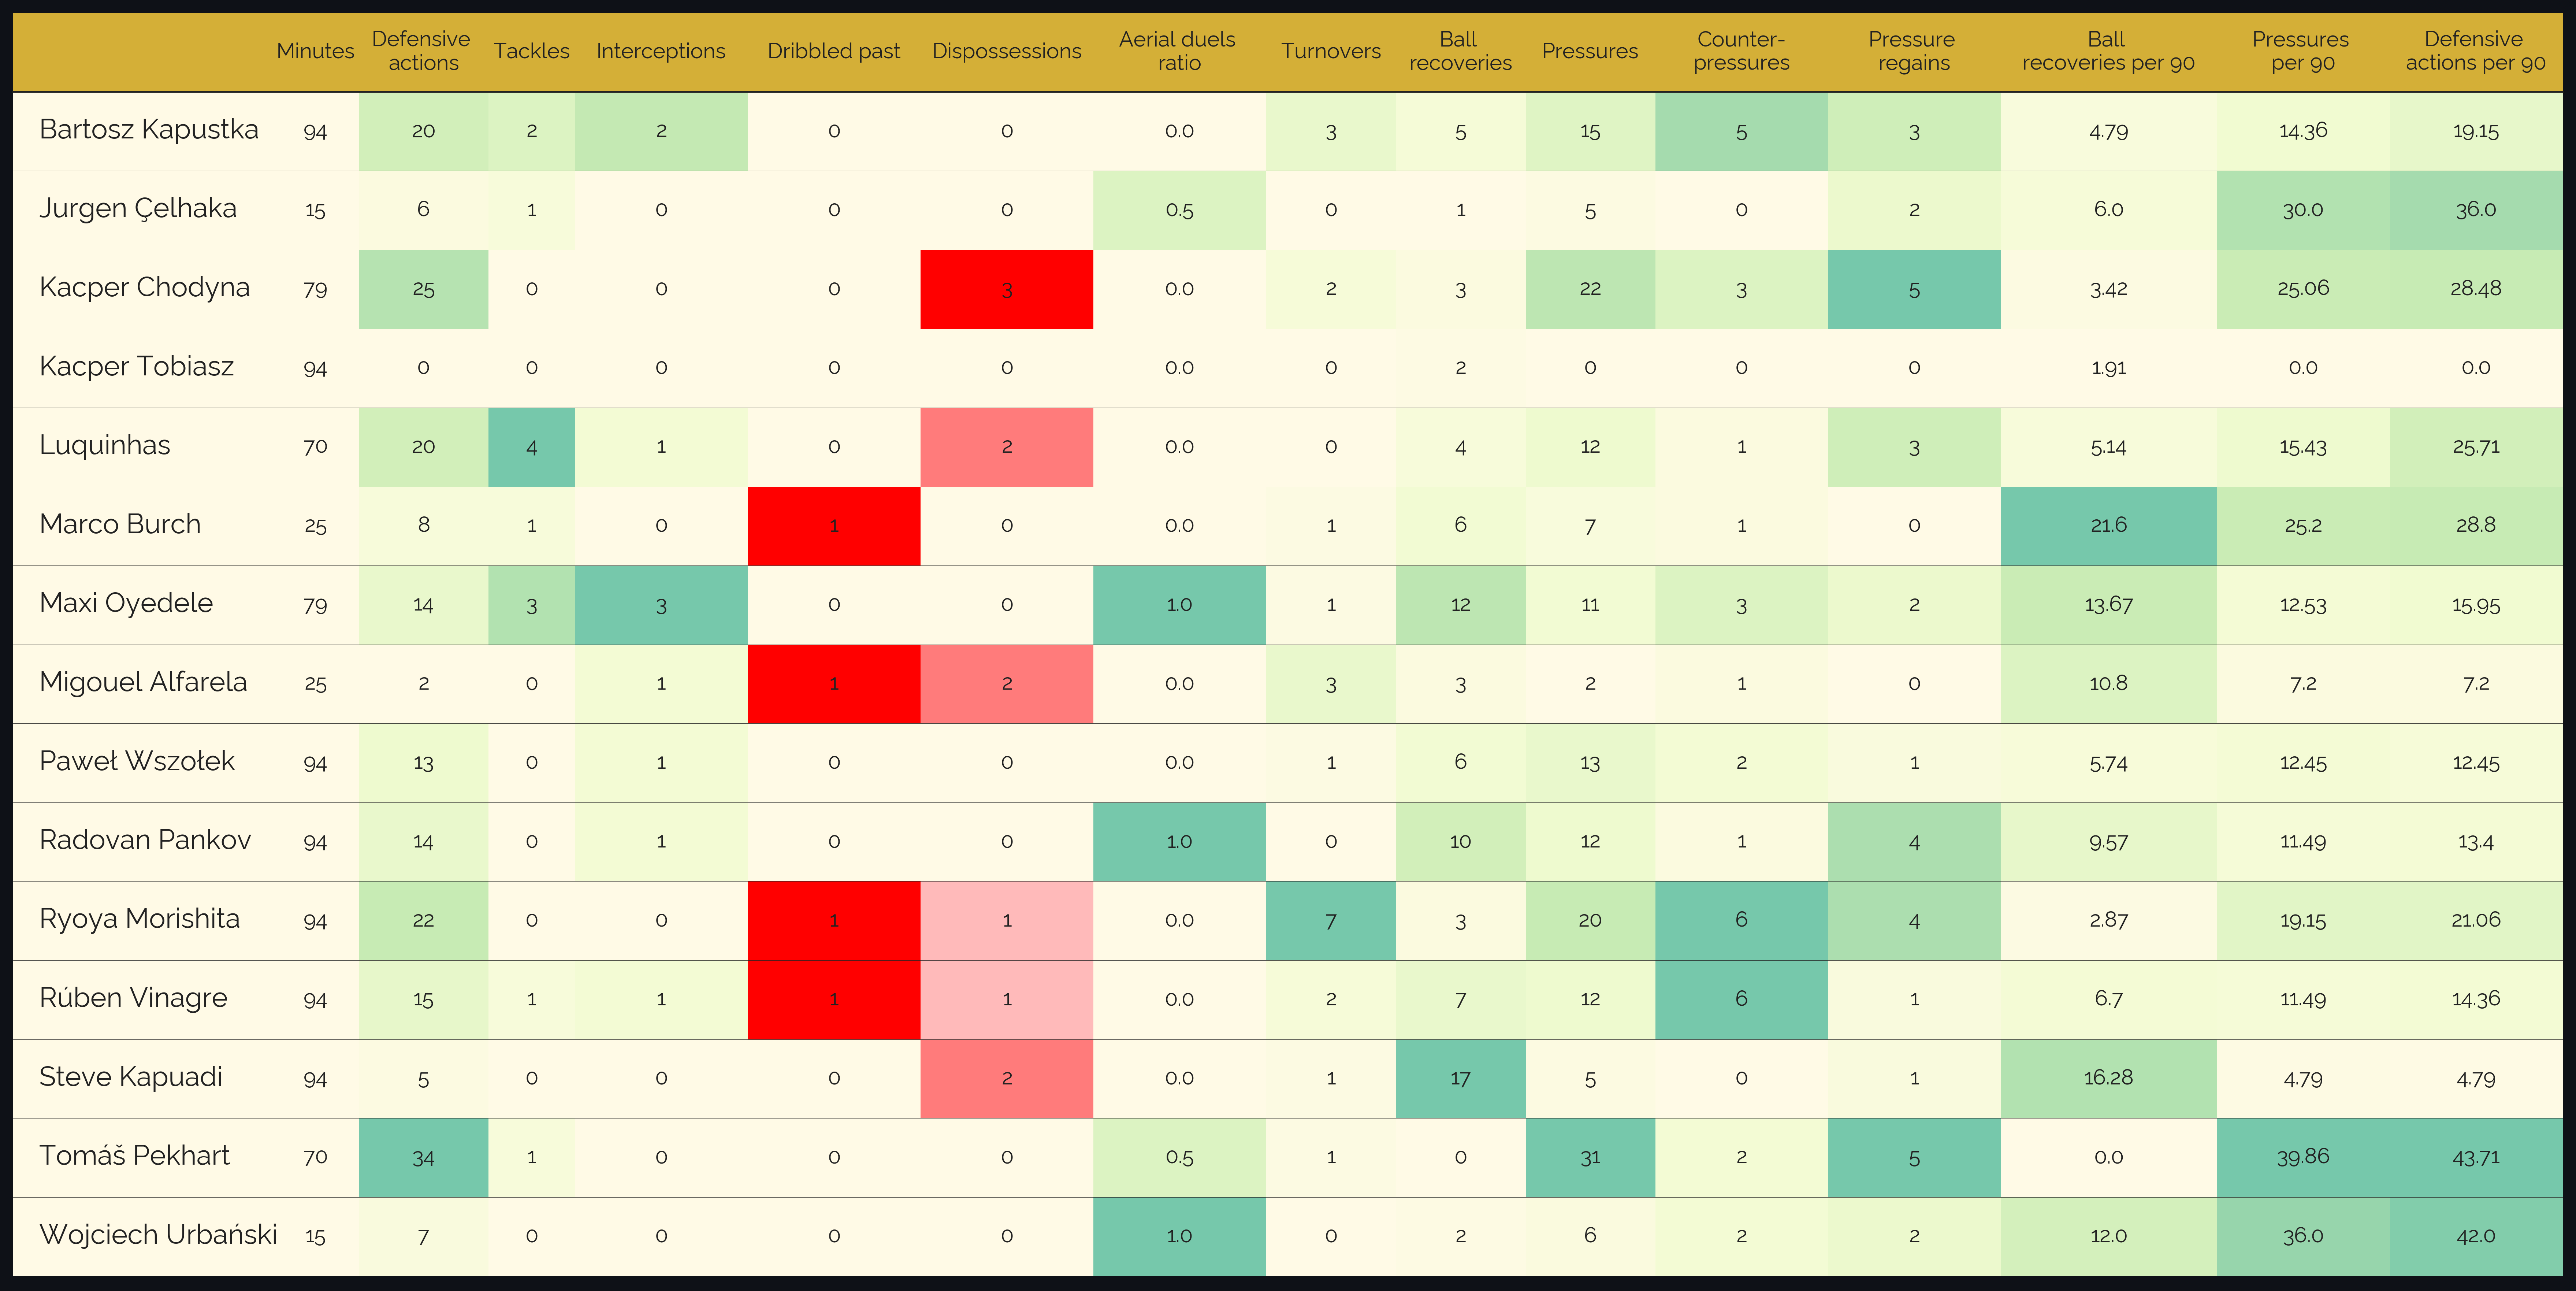 Minutes Defensive actions Tackles Interceptions Dribbled past Dispossessions Aerial duels ratio Turnovers Ball recoveries Pressures Counter-pressures Pressure regains Ball recoveries per 90 Pressures per 90 Defensive actions per 90
Bartosz Kapustka 94 20 2 2 0 0 0.0 3 5 15 5 3 4.79 14.36 19.15
Jurgen Çelhaka 15 6 1 0 0 0 0.5 0 1 5 0 2 6.0 30.0 36.0
Kacper Chodyna 79 25 0 0 0 3 0.0 2 3 22 3 5 3.42 25.06 28.48
Kacper Tobiasz 94 0 0 0 0 0 0.0 0 2 0 0 0 1.91 0.0 0.0
Luquinhas 70 20 4 1 0 2 0.0 0 4 12 1 3 5.14 15.43 25.71
Marco Burch 25 8 1 0 1 0 0.0 1 6 7 1 0 21.6 25.2 28.8
Maxi Oyedele 79 14 3 3 0 0 1.0 1 12 11 3 2 13.67 12.53 15.95
Migouel Alfarela 25 2 0 1 1 2 0.0 3 3 2 1 0 10.8 7.2 7.2
Paweł Wszołek 94 13 0 1 0 0 0.0 1 6 13 2 1 5.74 12.45 12.45
Radovan Pankov 94 14 0 1 0 0 1.0 0 10 12 1 4 9.57 11.49 13.4
Ryoya Morishita 94 22 0 0 1 1 0.0 7 3 20 6 4 2.87 19.15 21.06
Rúben Vinagre 94 15 1 1 1 1 0.0 2 7 12 6 1 6.7 11.49 14.36
Steve Kapuadi 94 5 0 0 0 2 0.0 1 17 5 0 1 16.28 4.79 4.79
Tomáš Pekhart 70 34 1 0 0 0 0.5 1 0 31 2 5 0.0 39.86 43.71
Wojciech Urbański 15 7 0 0 0 0 1.0 0 2 6 2 2 12.0 36.0 42.0